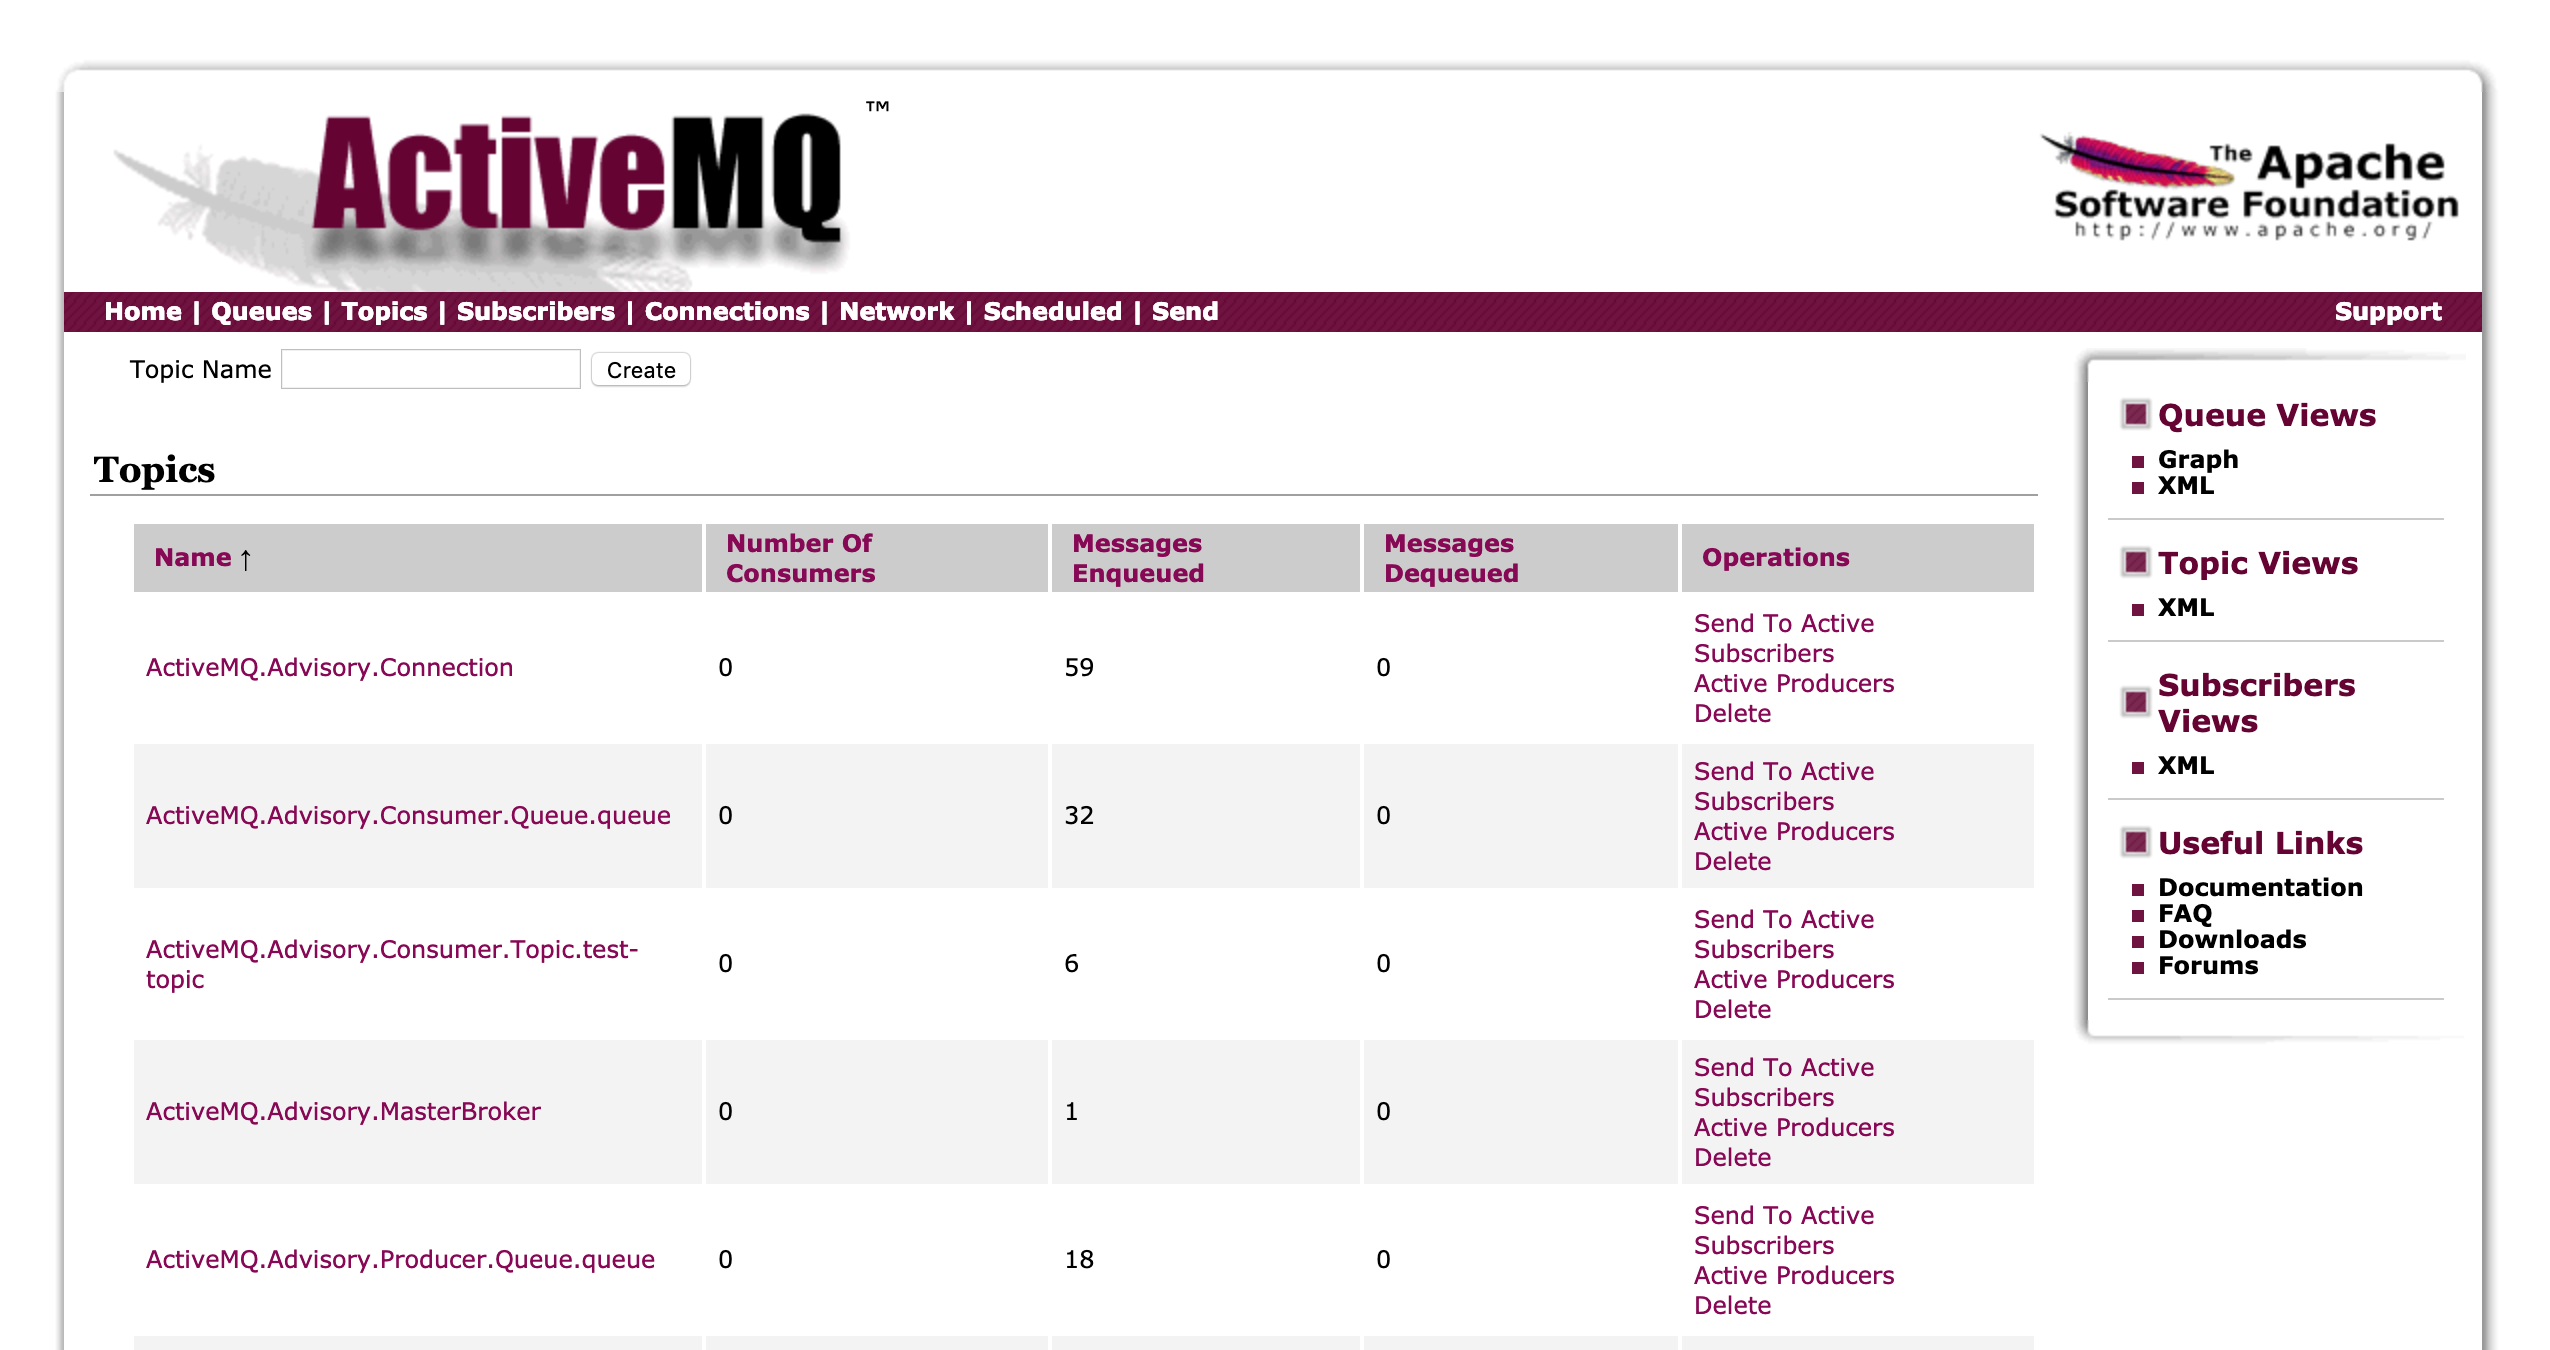 ActiveMQ ™
The Apache
Software Foundation
http://www.apache.org/
Home | Queues | Topics | Subscribers | Connections | Network | Scheduled | Send
Support
Topic Name
Create
Topics
Name ↑
Number Of
Consumers
Messages
Enqueued
Messages
Dequeued
Operations
ActiveMQ.Advisory.Connection
0
59
0
Send To Active
Subscribers
Active Producers
Delete
ActiveMQ.Advisory.Consumer.Queue.queue
0
32
0
Send To Active
Subscribers
Active Producers
Delete
ActiveMQ.Advisory.Consumer.Topic.test-
topic
0
6
0
Send To Active
Subscribers
Active Producers
Delete
ActiveMQ.Advisory.MasterBroker
0
1
0
Send To Active
Subscribers
Active Producers
Delete
ActiveMQ.Advisory.Producer.Queue.queue
0
18
0
Send To Active
Subscribers
Active Producers
Delete
Queue Views
Graph
XML
Topic Views
XML
Subscribers
Views
XML
Useful Links
Documentation
FAQ
Downloads
Forums